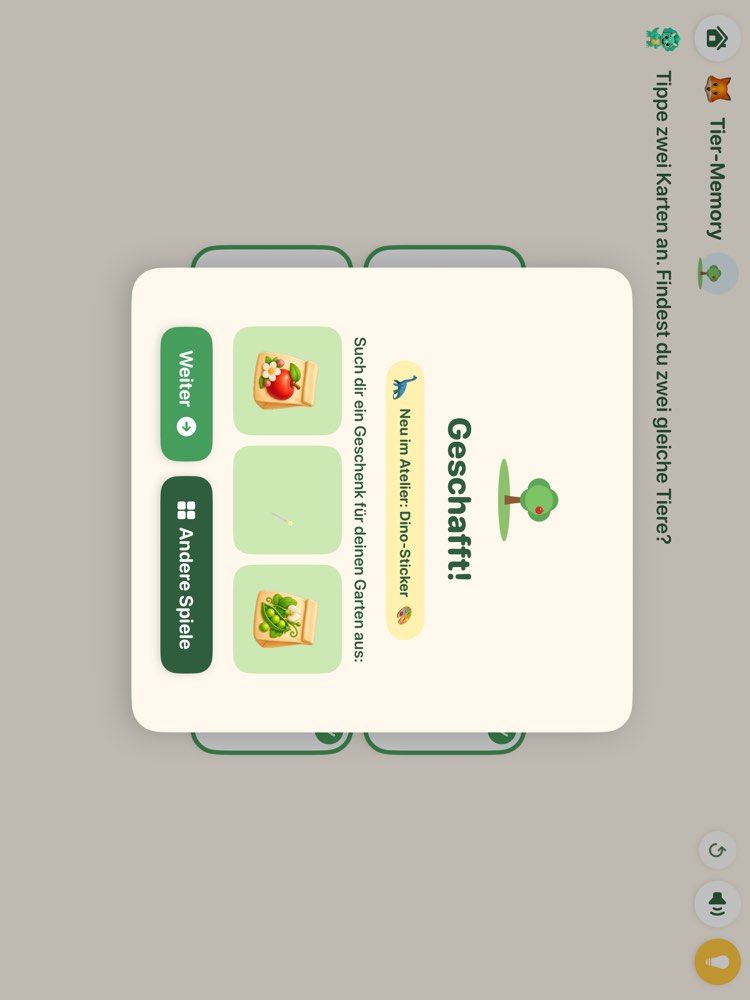 Tier-Memory
Tippe zwei Karten an. Findest du zwei gleiche Tiere?
Geschafft!
Neu im Atelier: Dino-Sticker
Such dir ein Geschenk für deinen Garten aus:
Weiter
Andere Spiele